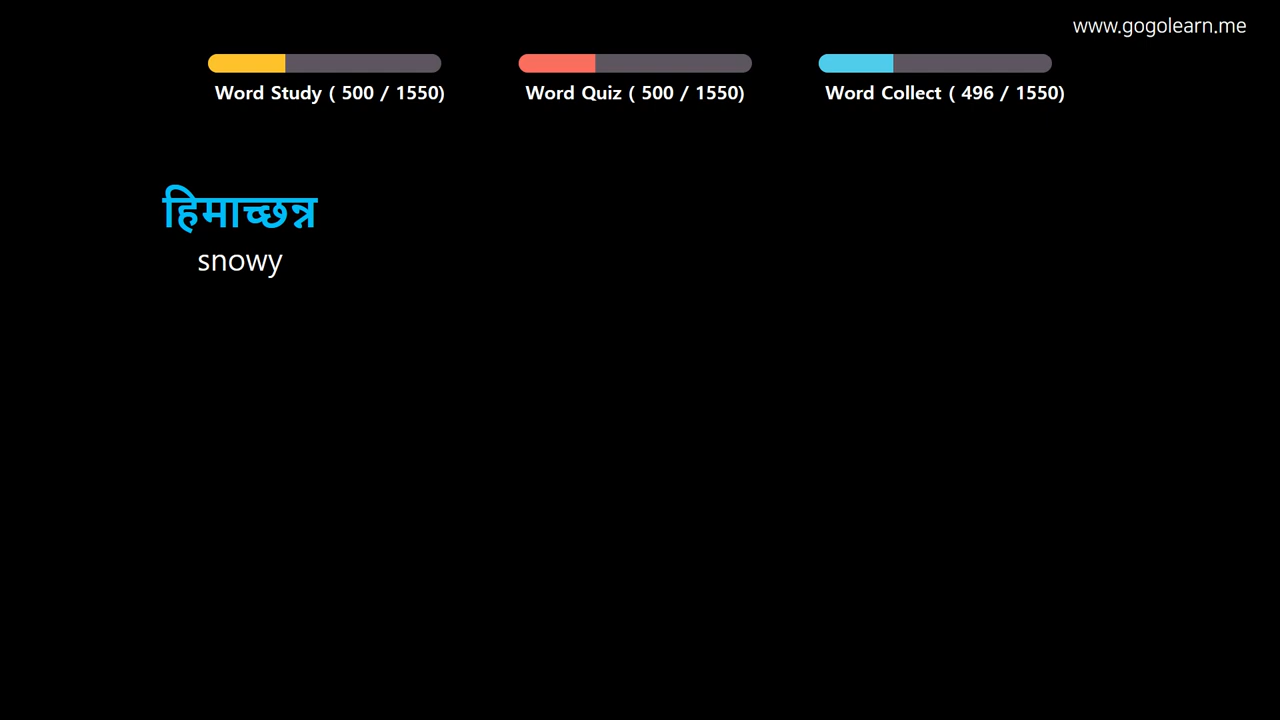 www.gogolearn.me
Word Study ( 500 / 1550)
Word Quiz ( 500 / 1550)
Word Collect ( 496 / 1550)
हिमाच्छन्न
snowy